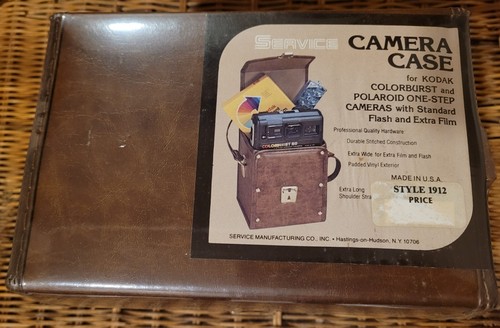 SERVICE
CAMERA
CASE
for KODAK
COLORBURST and
POLAROID ONE-STEP
CAMERAS with Standard
Flash and Extra Film
Professional Quality Hardware
Durable Stitched Construction
Extra Wide for Extra Film and Flash
Padded Vinyl Exterior
MADE IN U.S.A.
Extra Long
Shoulder Stra
STYLE 1912
PRICE
COLORBURST 50
SERVICE MANUFACTURING CO., INC. • Hastings-on-Hudson, N.Y. 10706